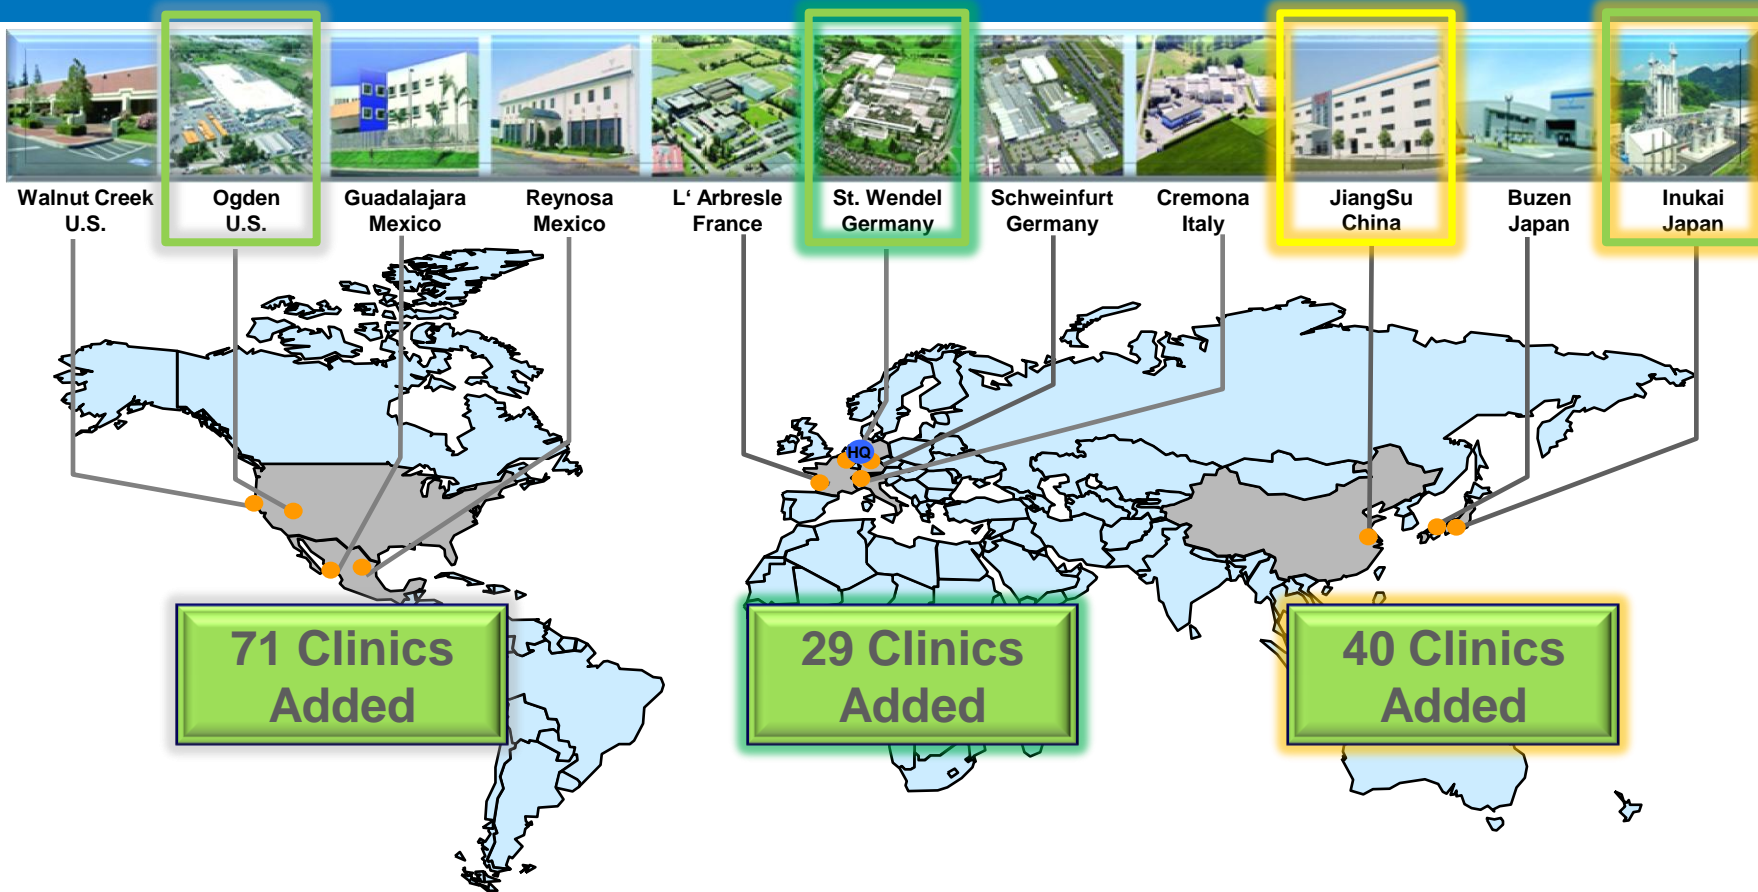 Walnut Creek
U.S.
Ogden
U.S.
Guadalajara
Mexico
Reynosa
Mexico
L‘ Arbresle
France
St. Wendel
Germany
Schweinfurt
Germany
Cremona
Italy
JiangSu
China
Buzen
Japan
Inukai
Japan
HQ
71 Clinics
Added
29 Clinics
Added
40 Clinics
Added